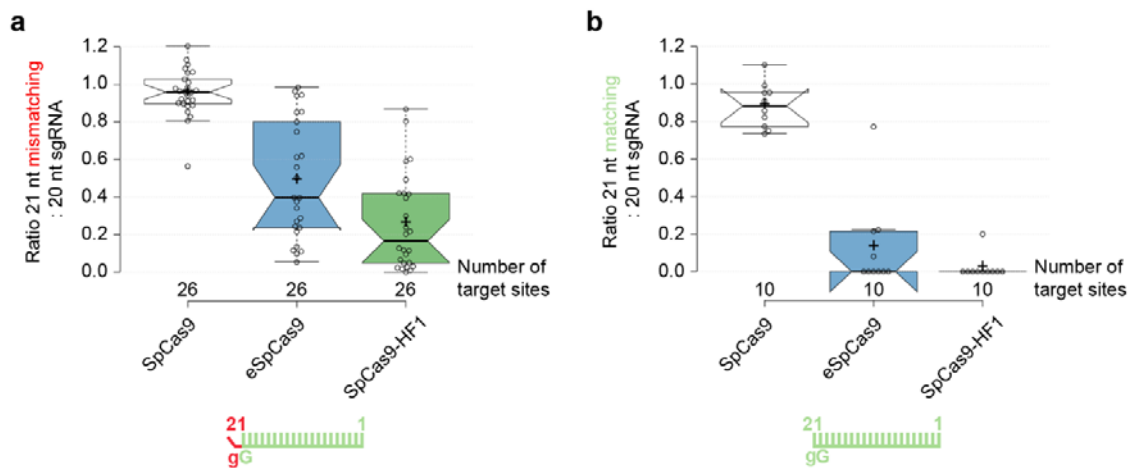 a
Ratio 21 nt mismatching
: 20 nt sgRNA
1.2
1.0
0.8
0.6
0.4
0.2
0.0
26
26
26
Number of
target sites
SpCas9
eSpCas9
SpCas9-HF1
21
1
gG
b
Ratio 21 nt matching
: 20 nt sgRNA
1.2
1.0
0.8
0.6
0.4
0.2
0.0
10
10
10
Number of
target sites
SpCas9
eSpCas9
SpCas9-HF1
21
1
gG